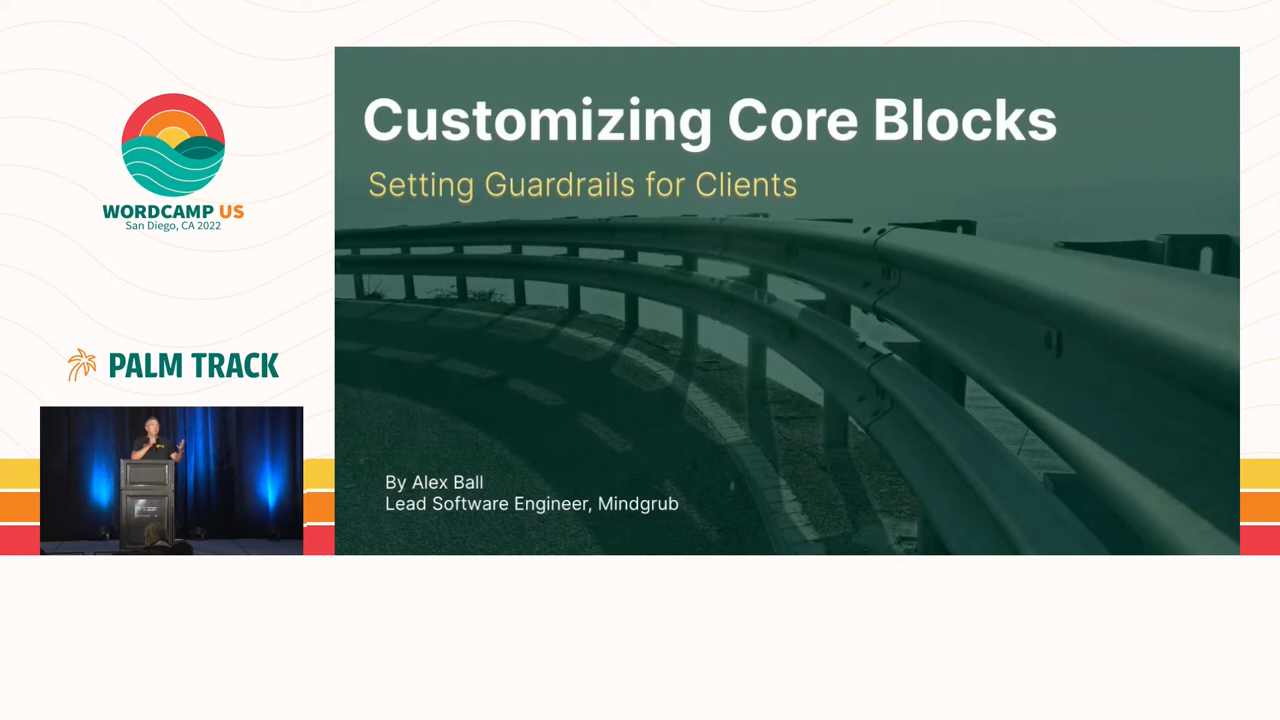 WORDCAMP US
San Diego, CA 2022
PALM TRACK
Customizing Core Blocks
Setting Guardrails for Clients
By Alex Ball
Lead Software Engineer, Mindgrub